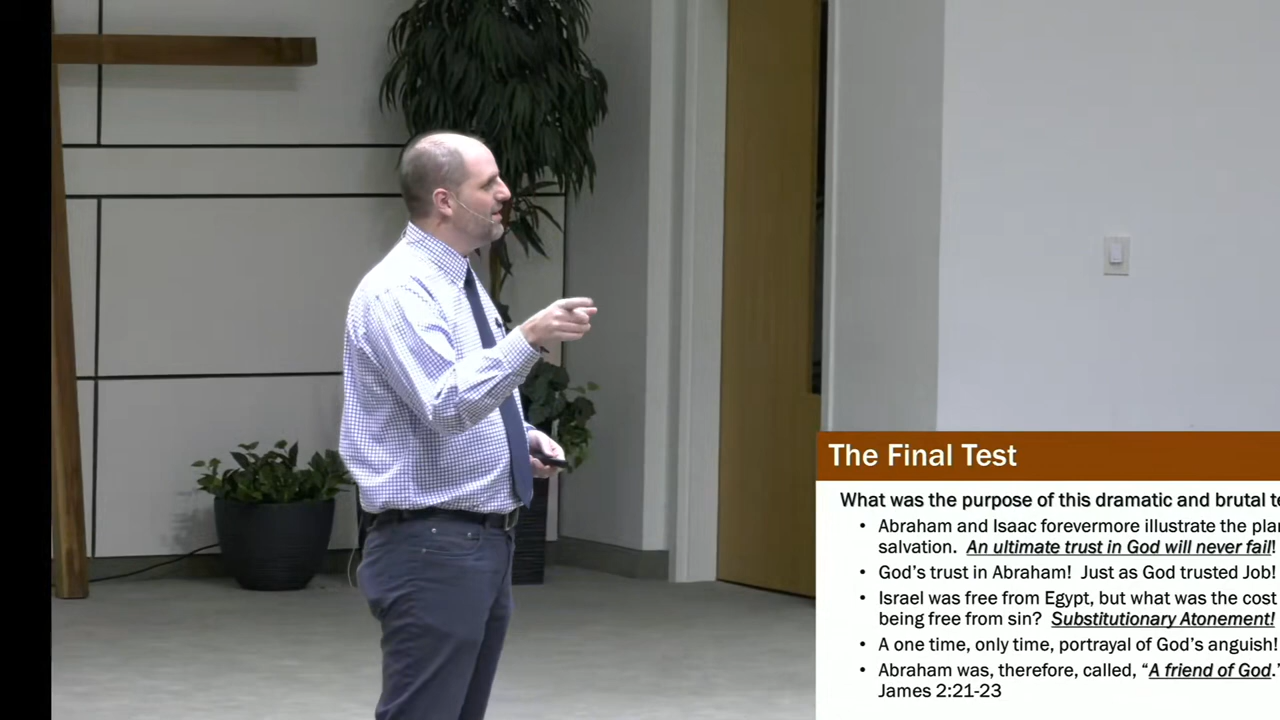 The Final Test
What was the purpose of this dramatic and brutal
• Abraham and Isaac forevermore illustrate the
salvation. An ultimate trust in God will never fail!
• God's trust in Abraham! Just as God trusted Job!
• Israel was free from Egypt, but what was the cost
being free from sin? Substitutionary Atonement!
• A one time, only time, portrayal of God's anguish!
• Abraham was, therefore, called, “A friend of God.”
James 2:21-23